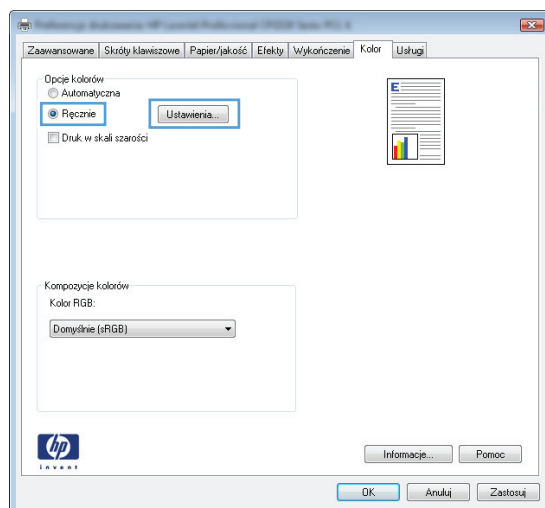 Zaawansowane Skróty klawiszowe Papier/jakość Efekty Wykończenie Kolor Usługi
Opcje kolorów
Automatyczna
Ręcznie Ustawienia...
Druk w skali szarości
E
Kompozycje kolorów
Kolor RGB:
Domyślnie (sRGB)
hp
invent
Informacje... Pomoc
OK Anuluj Zastosuj